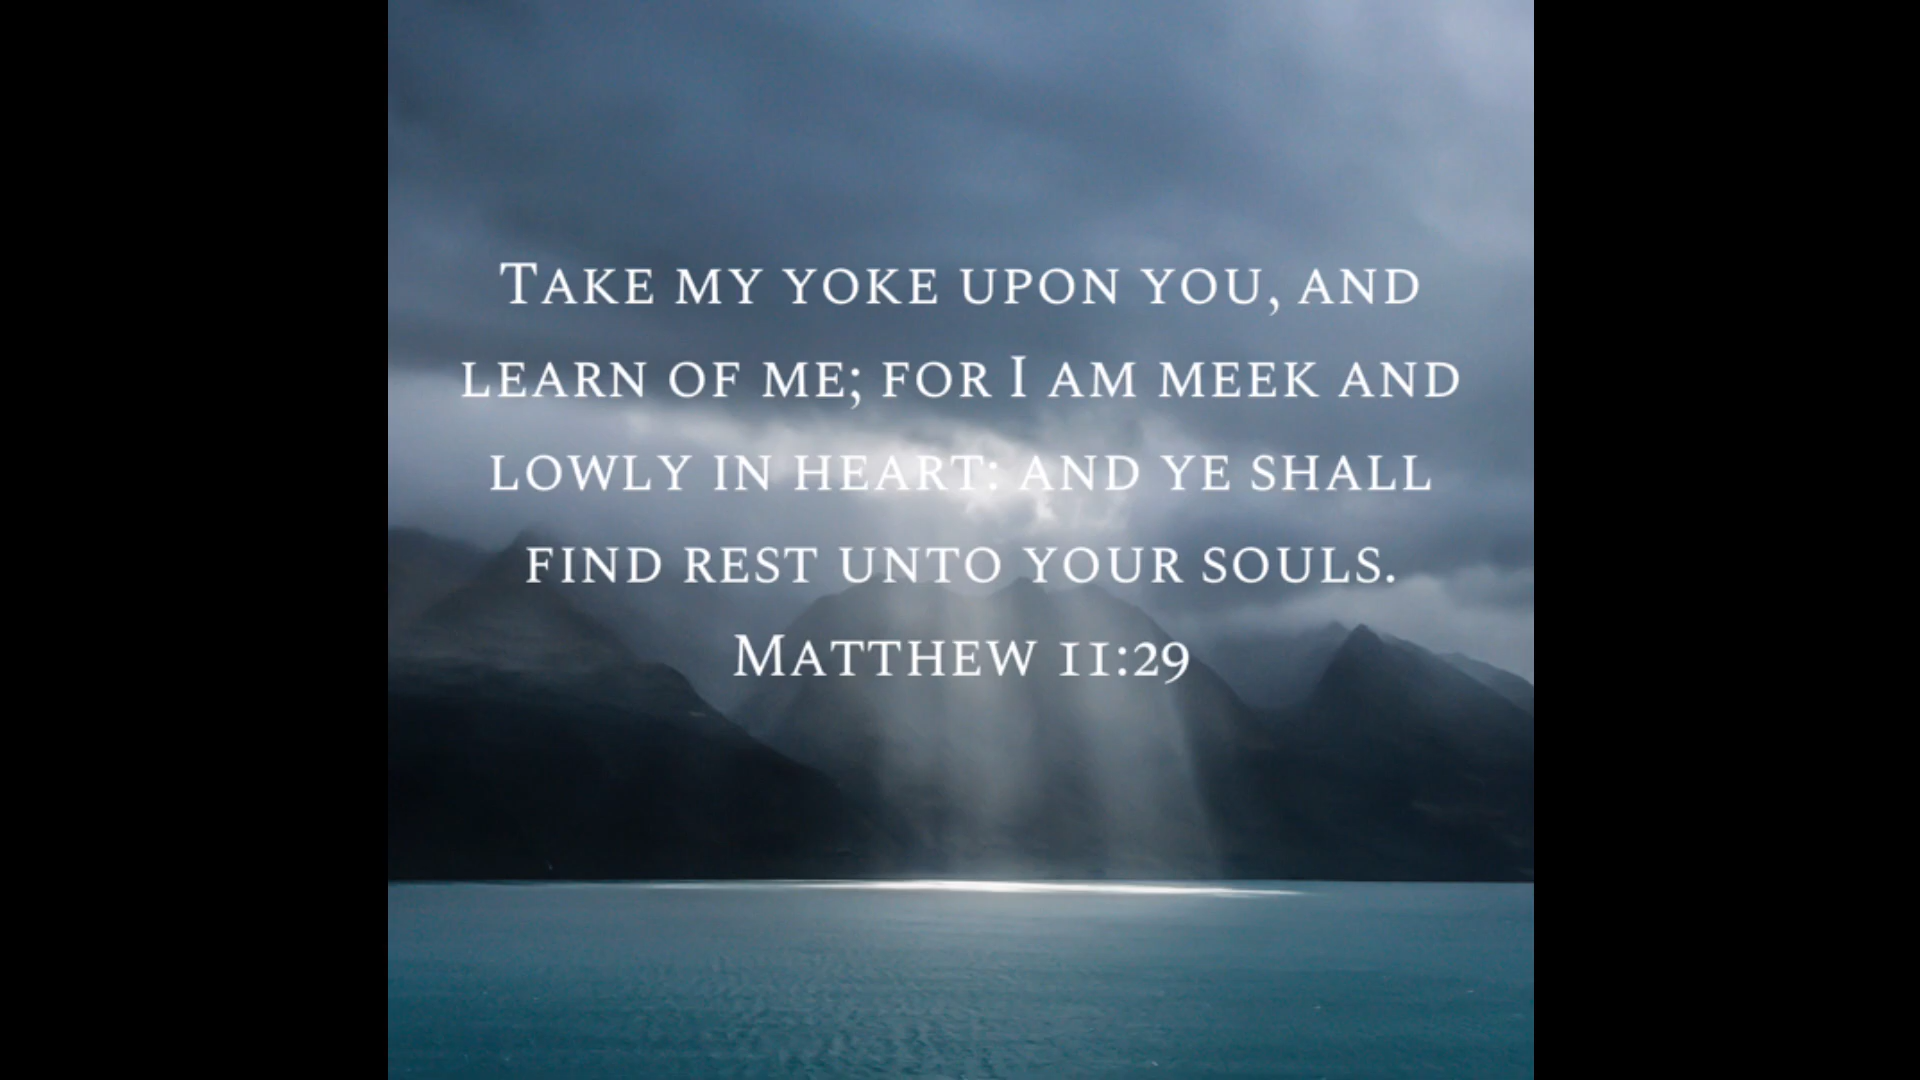 Take my yoke upon you, and
learn of me; for I am meek and
lowly in heart: and ye shall
find rest unto your souls.
Matthew 11:29